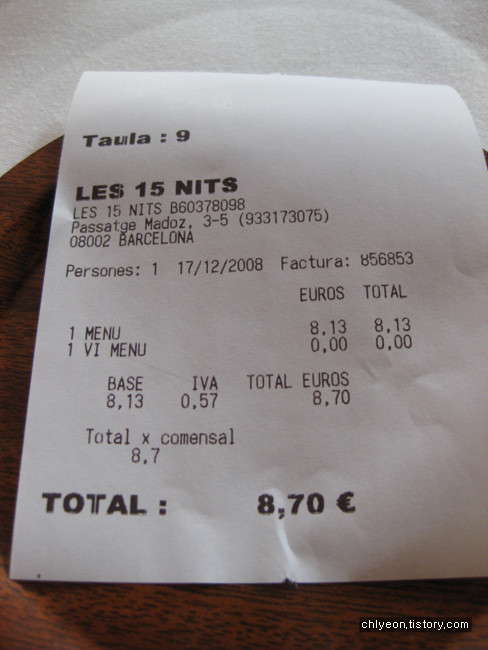 Taula : 9
LES 15 NITS
LES 15 NITS B60378098
Passatge Madoz, 3-5 (933173075)
08002 BARCELONA
Persones: 1 17/12/2008 Factura: 856853
EUROS TOTAL
1 MENU 8,13 8,13
1 VI MENU 0,00 0,00
BASE IVA TOTAL EUROS
8,13 0,57 8,70
Total x comensal
8,7
TOTAL : 8,70 €
chlyeon.tistory.com